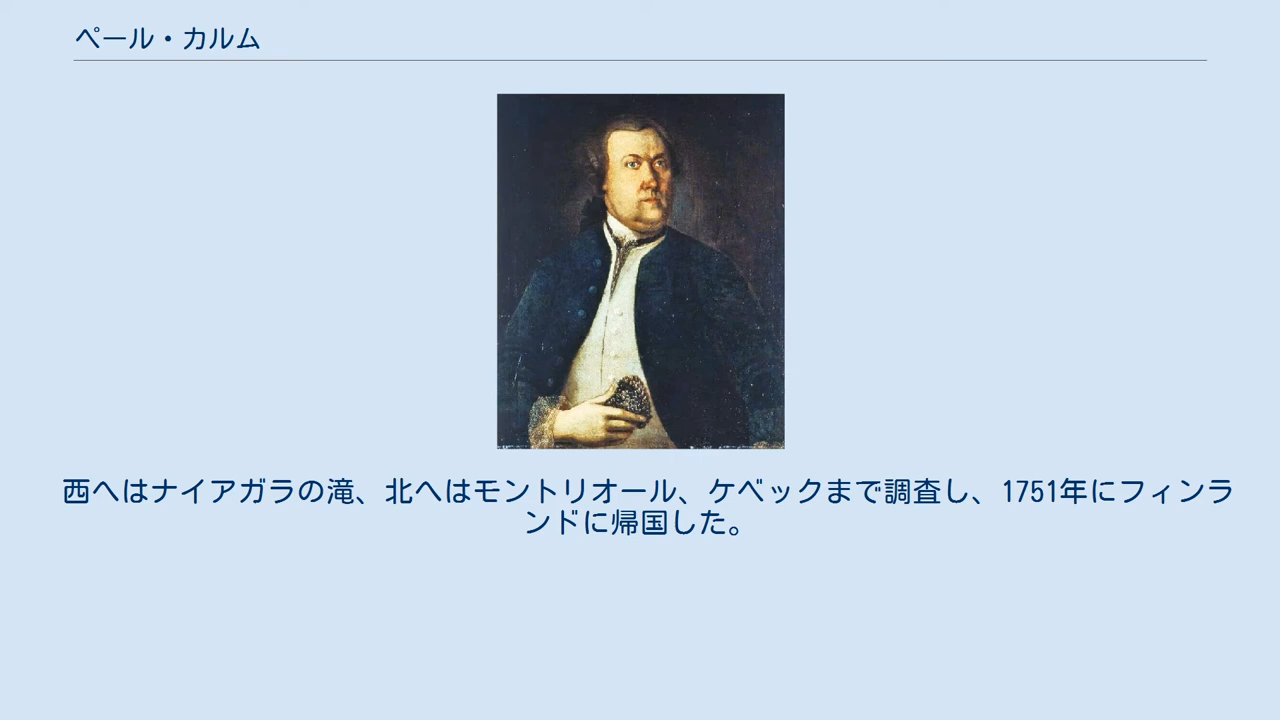 ペール・カルム
西へはナイアガラの滝、北へはモントリオール、ケベックまで調査し、1751年にフィンラ
ンドに帰国した。